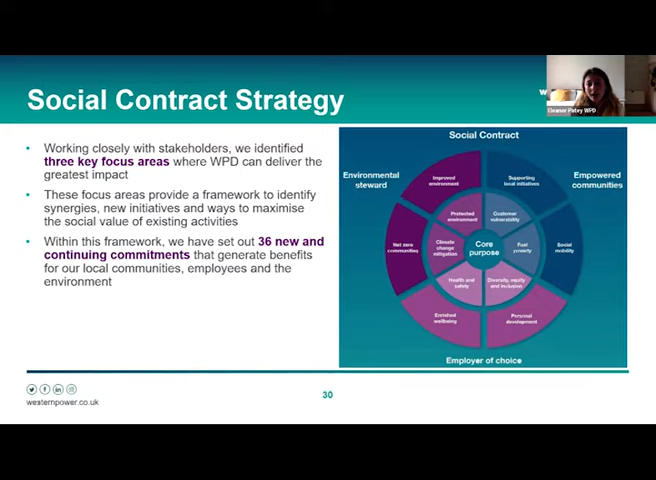 Social Contract Strategy
Eleanor Patey WPD
• Working closely with stakeholders, we identified
three key focus areas where WPD can deliver the
greatest impact
• These focus areas provide a framework to identify
synergies, new initiatives and ways to maximise
the social value of existing activities
• Within this framework, we have set out 36 new and
continuing commitments that generate benefits
for our local communities, employees and the
environment
Social Contract
Environmental
steward
Empowered
communities
Improved
environment
Supporting
local initiatives
Protected
environment
Customer
vulnerability
Net zero
communities
Climate
change
mitigation
Core
purpose
Fuel
poverty
Social
mobility
Health and
safety
Diversity, equity
and inclusion
Enriched
wellbeing
Personal
development
Employer of choice
westernpower.co.uk
30